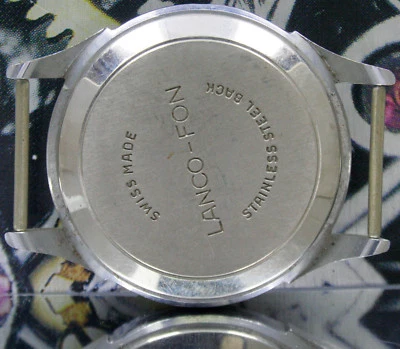 SWISS MADE
LANCO-FON
STAINLESS STEEL BACK